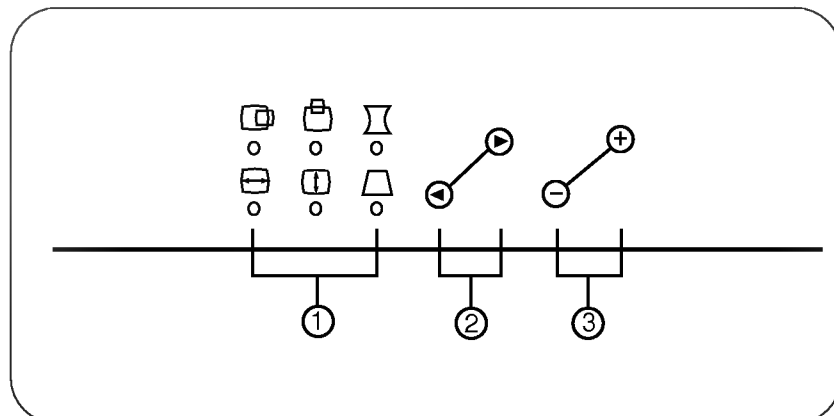 +
−
① ② ③